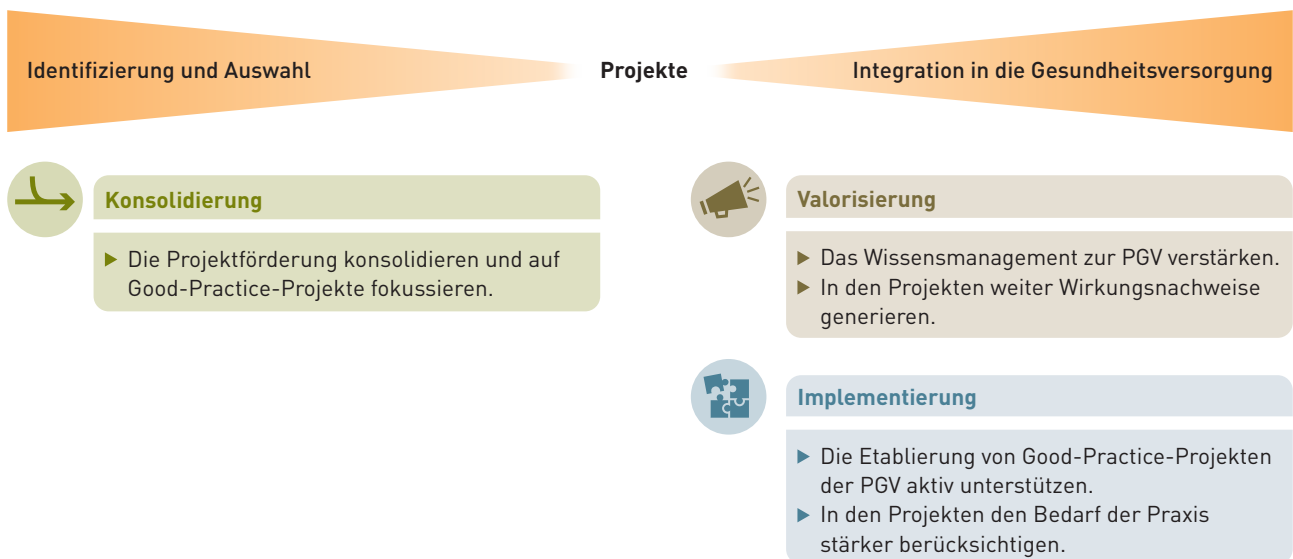 Identifizierung und Auswahl
Projekte
Integration in die Gesundheitsversorgung
Konsolidierung
▶ Die Projektförderung konsolidieren und auf
Good-Practice-Projekte fokussieren.
Valorisierung
▶ Das Wissensmanagement zur PGV verstärken.
▶ In den Projekten weiter Wirkungsnachweise
generieren.
Implementierung
▶ Die Etablierung von Good-Practice-Projekten
der PGV aktiv unterstützen.
▶ In den Projekten den Bedarf der Praxis
stärker berücksichtigen.